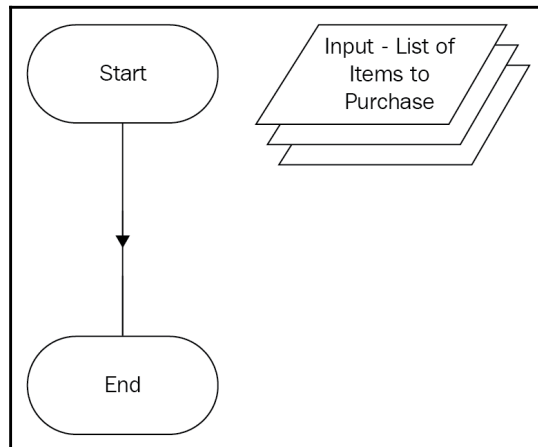 Start
Input - List of
Items to
Purchase
End